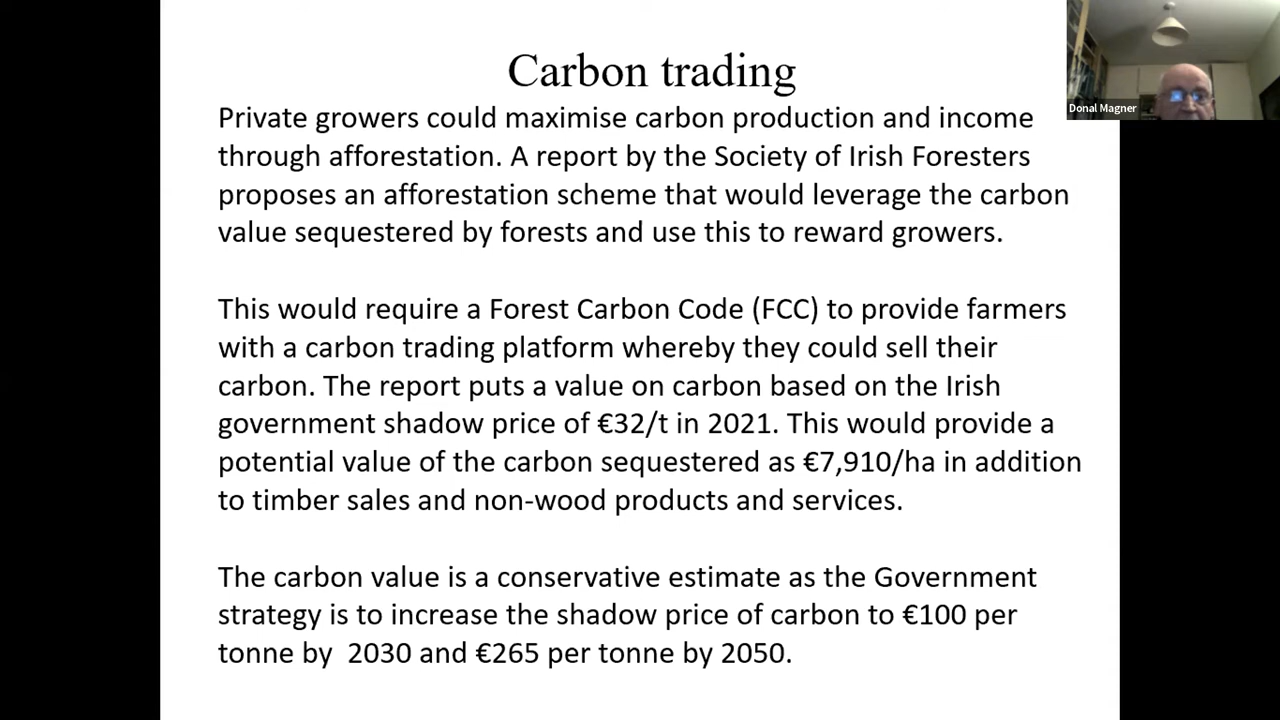 Carbon trading
Donal Magner
Private growers could maximise carbon production and income
through afforestation. A report by the Society of Irish Foresters
proposes an afforestation scheme that would leverage the carbon
value sequestered by forests and use this to reward growers.
This would require a Forest Carbon Code (FCC) to provide farmers
with a carbon trading platform whereby they could sell their
carbon. The report puts a value on carbon based on the Irish
government shadow price of €32/t in 2021. This would provide a
potential value of the carbon sequestered as €7,910/ha in addition
to timber sales and non-wood products and services.
The carbon value is a conservative estimate as the Government
strategy is to increase the shadow price of carbon to €100 per
tonne by  2030 and €265 per tonne by 2050.